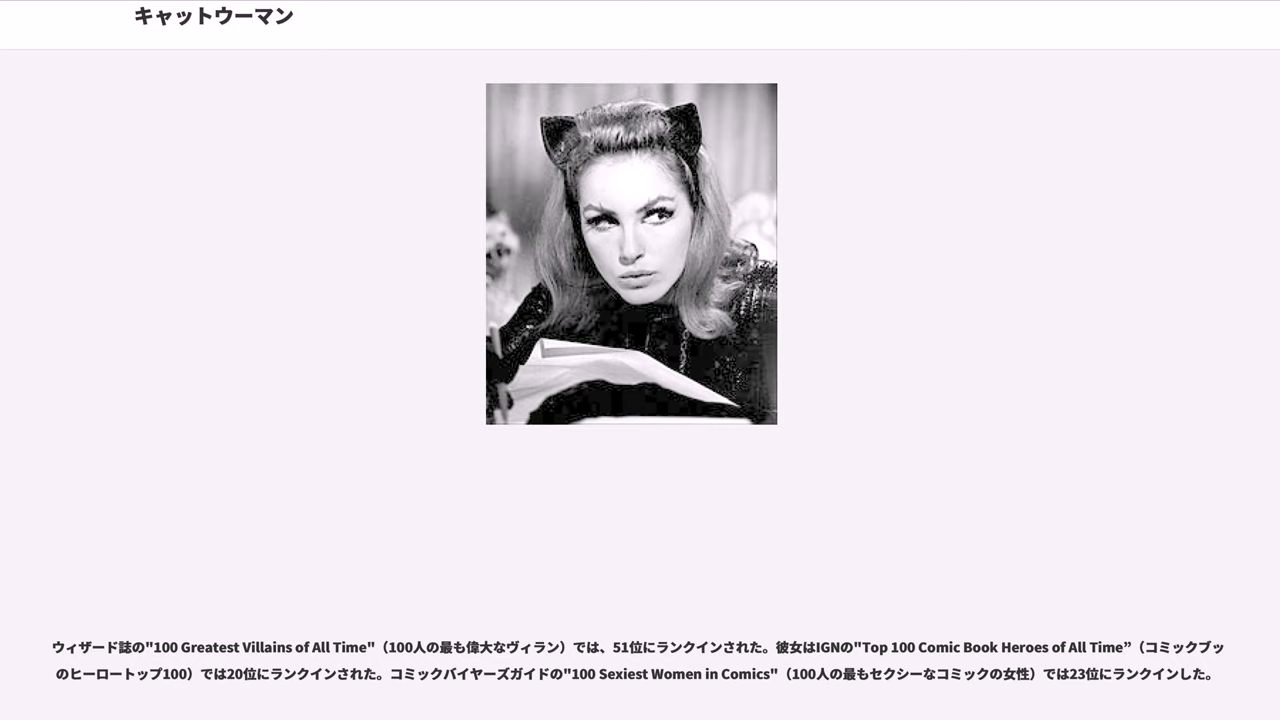 キャットウーマン
ウィザード誌の"100 Greatest Villains of All Time"（100人の最も偉大なヴィラン）では、51位にランクインされた。彼女はIGNの"Top 100 Comic Book Heroes of All Time”（コミックブッ
のヒーロートップ100）では20位にランクインされた。コミックバイヤーズガイドの"100 Sexiest Women in Comics"（100人の最もセクシーなコミックの女性）では23位にランクインした。